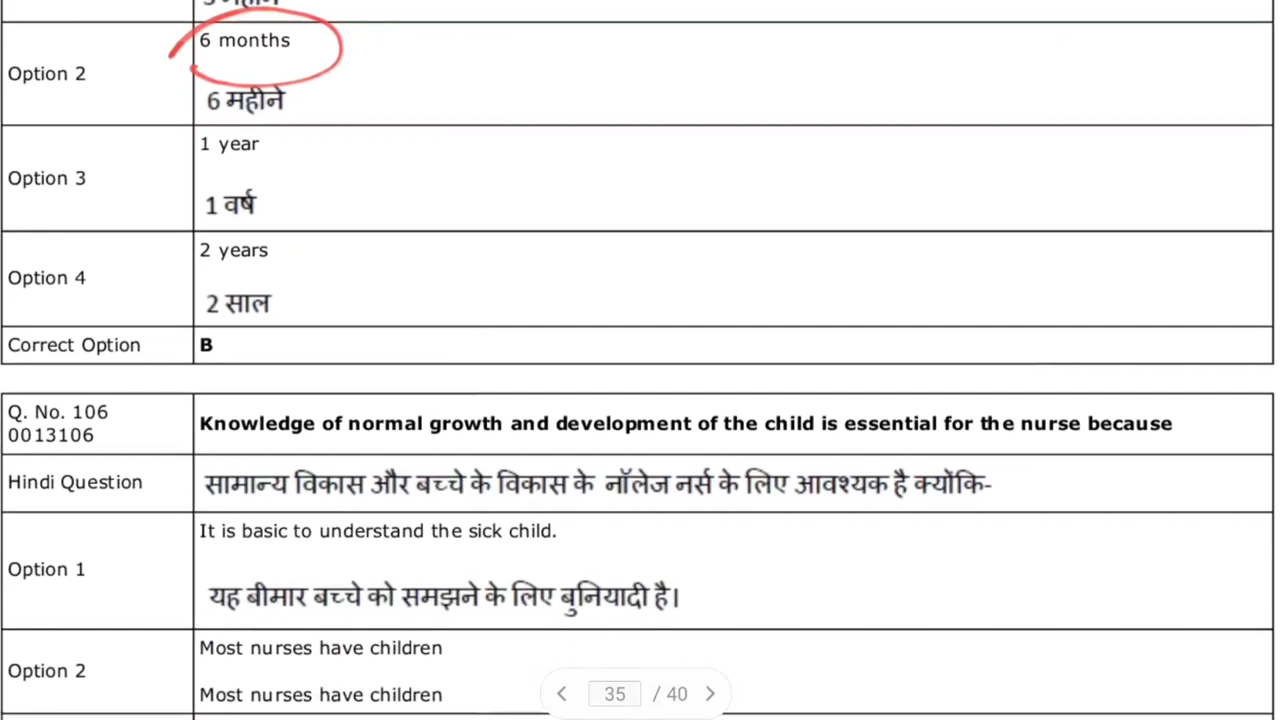 Option 2
6 months
6 महीने
Option 3
1 year
1 वर्ष
Option 4
2 years
2 साल
Correct Option
B
Q. No. 106
0013106
Knowledge of normal growth and development of the child is essential for the nurse because
Hindi Question
सामान्य विकास और बच्चे के विकास के नॉलेज नर्स के लिए आवश्यक है क्योंकि-
Option 1
It is basic to understand the sick child.
यह बीमार बच्चे को समझने के लिए बुनियादी है।
Option 2
Most nurses have children
Most nurses have children
35 / 40